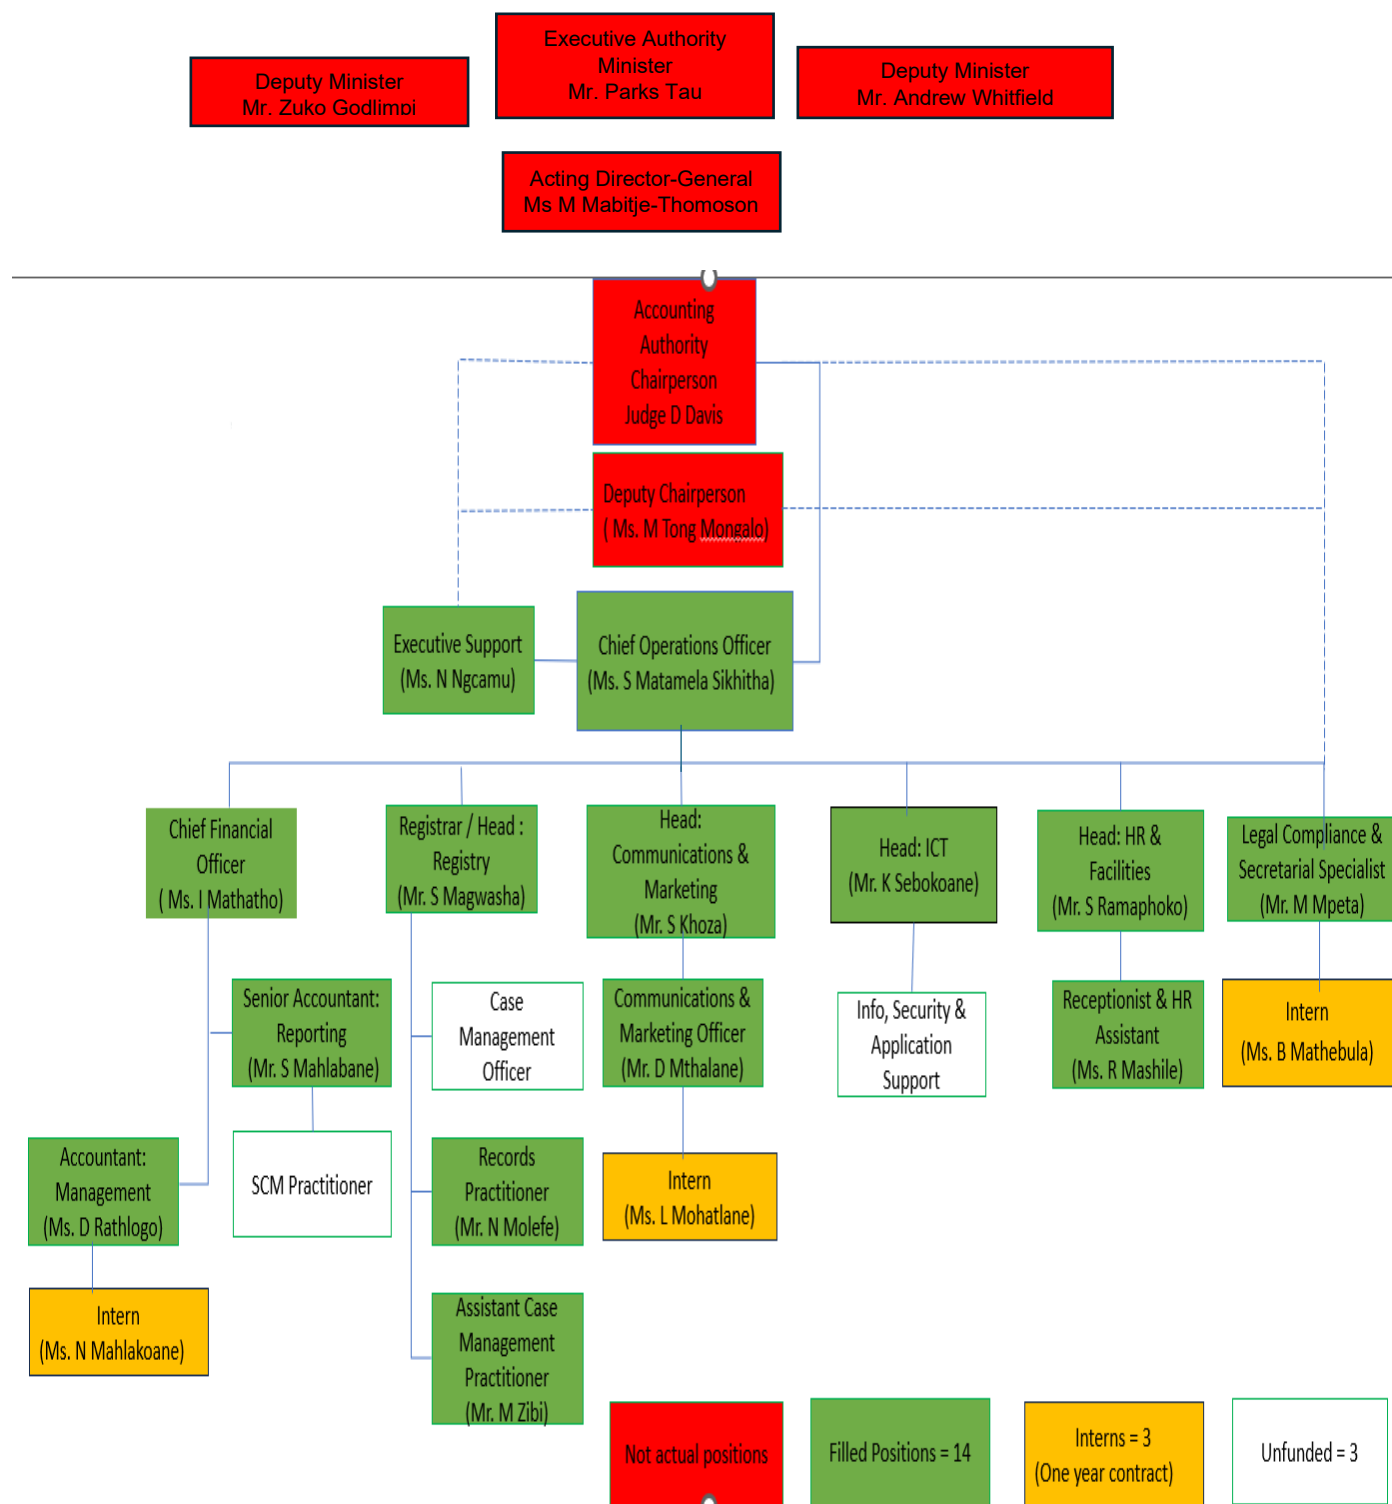 Executive Authority
Minister
Mr. Parks Tau
Deputy Minister
Mr. Zuko Godlimpi
Deputy Minister
Mr. Andrew Whitfield
Acting Director-General
Ms M Mabitje-Thomoson
Accounting
Authority
Chairperson
Judge D Davis
Deputy Chairperson
( Ms. M Tong Mongalo)
Executive Support
(Ms. N Ngcamu)
Chief Operations Officer
(Ms. S Matamela Sikhitha)
Chief Financial
Officer
( Ms. I Mathatho)
Registrar / Head :
Registry
(Mr. S Magwasha)
Head:
Communications &
Marketing
(Mr. S Khoza)
Head: ICT
(Mr. K Sebokoane)
Head: HR &
Facilities
(Mr. S Ramaphoko)
Legal Compliance &
Secretarial Specialist
(Mr. M Mpeta)
Senior Accountant:
Reporting
(Mr. S Mahlabane)
Case
Management
Officer
Communications &
Marketing Officer
(Mr. D Mthalane)
Info, Security &
Application
Support
Receptionist & HR
Assistant
(Ms. R Mashile)
Intern
(Ms. B Mathebula)
Accountant:
Management
(Ms. D Rathlogo)
SCM Practitioner
Records
Practitioner
(Mr. N Molefe)
Intern
(Ms. L Mohatlane)
Intern
(Ms. N Mahlakoane)
Assistant Case
Management
Practitioner
(Mr. M Zibi)
Not actual positions
Filled Positions = 14
Interns = 3
(One year contract)
Unfunded = 3